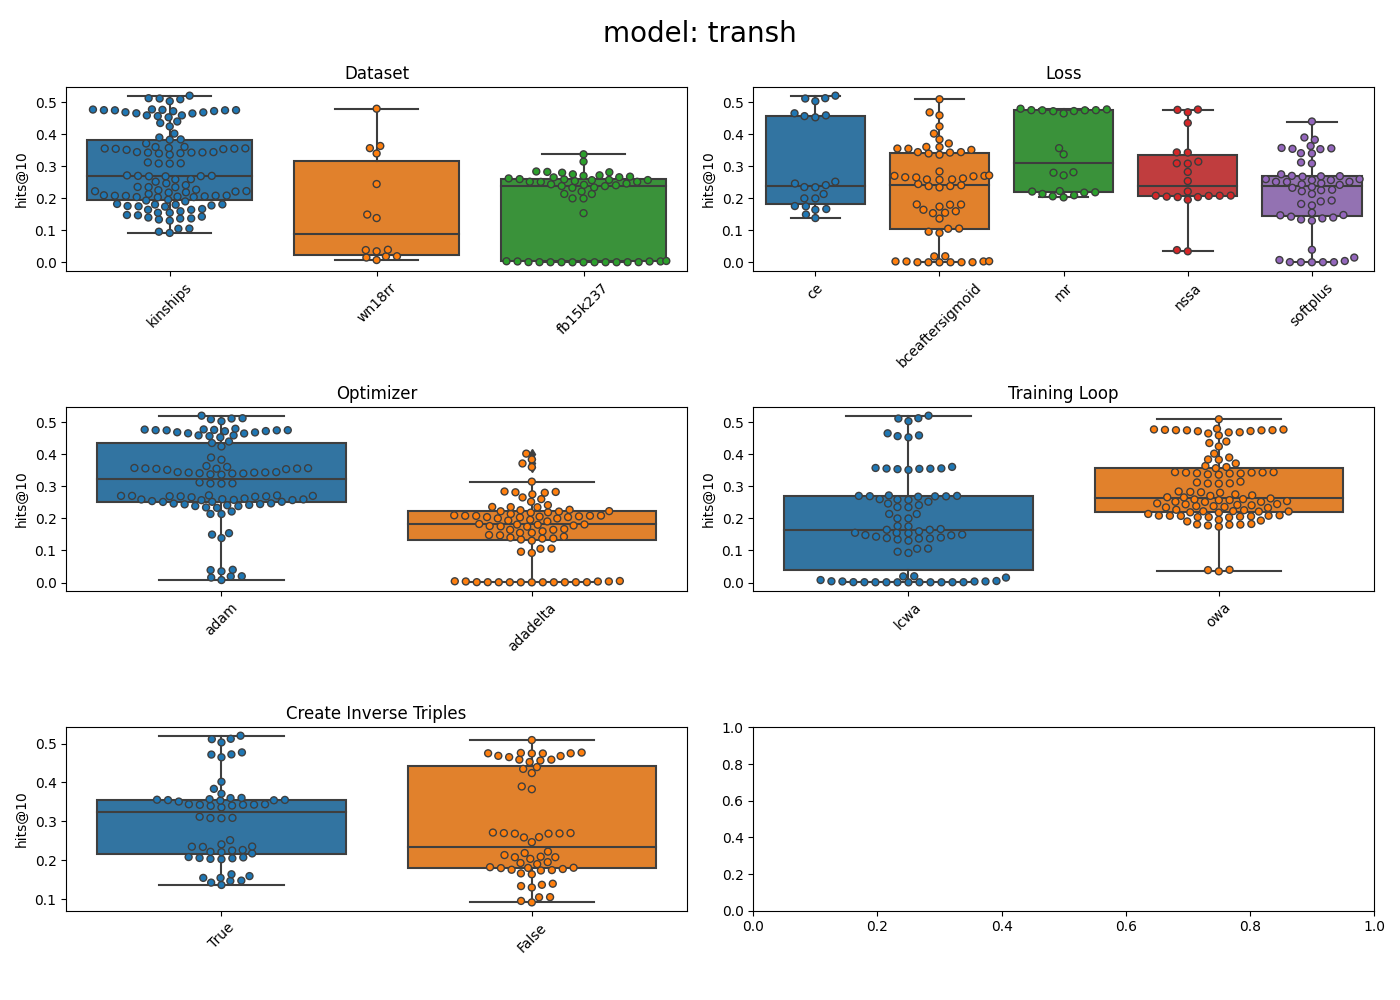 model: transh
Dataset
Loss
hits@10
0.5
0.4
0.3
0.2
0.1
0.0
kinships
wn18rr
fb15k237
hits@10
0.5
0.4
0.3
0.2
0.1
0.0
ce
bceaftersigmoid
mr
nssa
softplus
Optimizer
Training Loop
hits@10
0.5
0.4
0.3
0.2
0.1
0.0
adam
adadelta
hits@10
0.5
0.4
0.3
0.2
0.1
0.0
lcwa
owa
Create Inverse Triples
hits@10
0.5
0.4
0.3
0.2
0.1
True
False
1.0
0.8
0.6
0.4
0.2
0.0
0.0 0.2 0.4 0.6 0.8 1.0